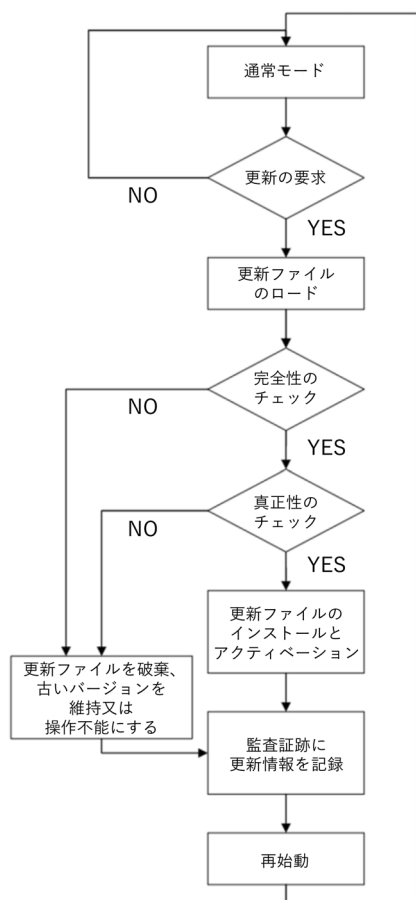 通常モード
更新の要求
NO
YES
更新ファイル
のロード
完全性の
チェック
NO
YES
真正性の
チェック
NO
YES
更新ファイルの
インストールと
アクティベーション
更新ファイルを破棄、
古いバージョンを
維持又は
操作不能にする
監査証跡に
更新情報を記録
再始動